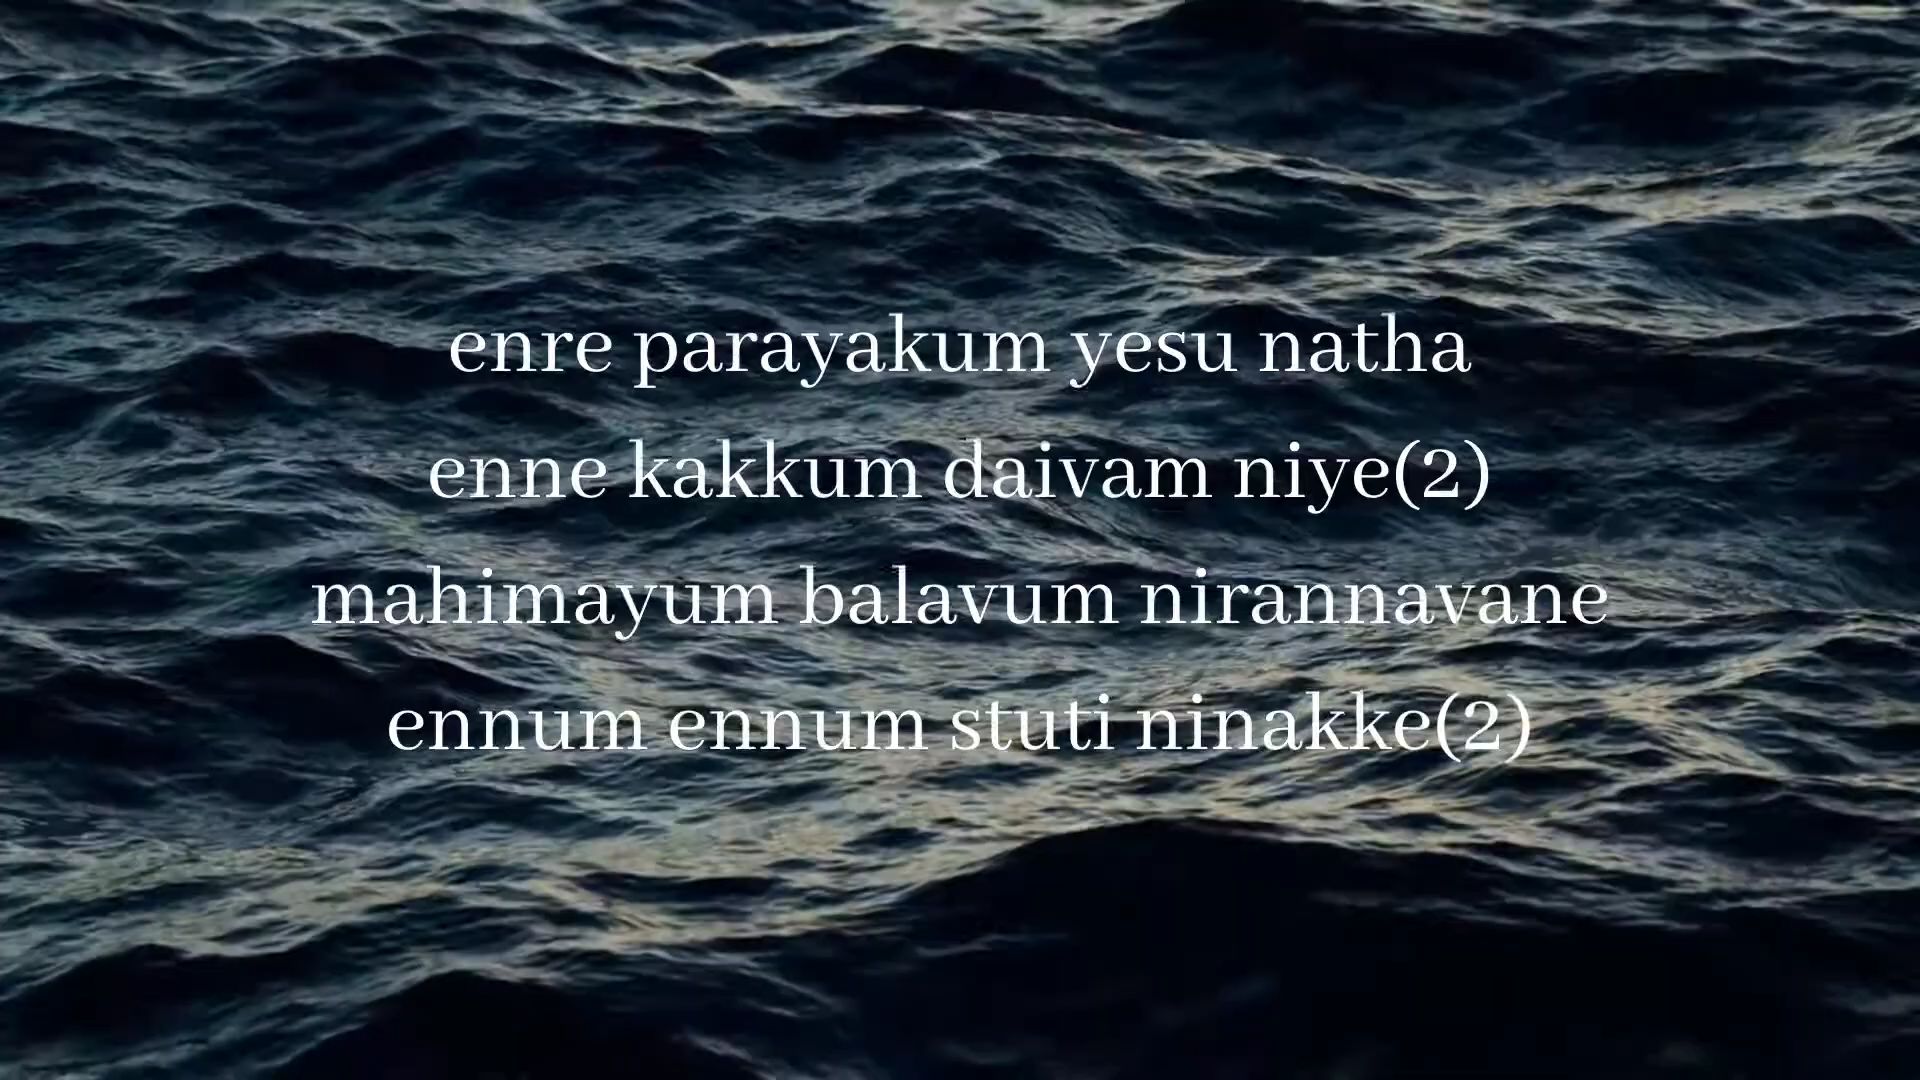 enre parayakum yesu natha
enne kakkum daivam niye(2)
mahimayum balavum nirannavane
ennum ennum stuti ninakke(2)